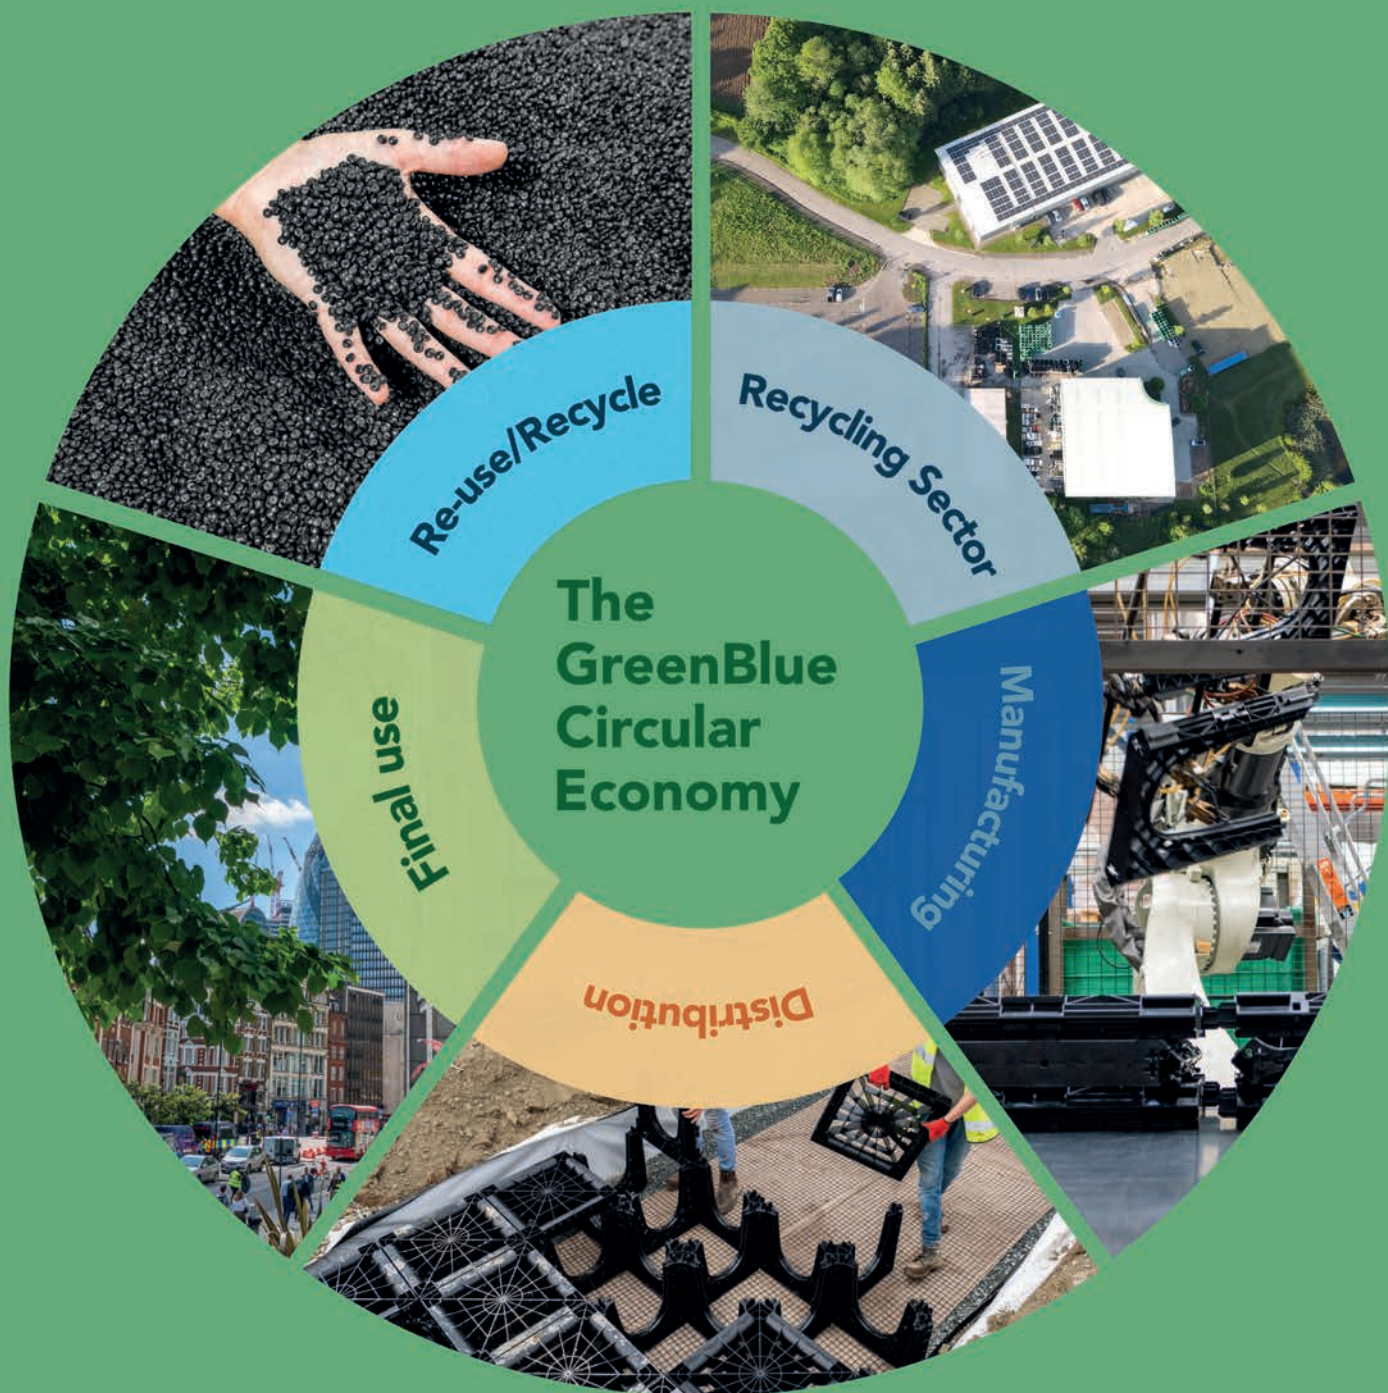 The
GreenBlue
Circular
Economy
Recycling Sector
Manufacturing
Distribution
Final use
Re-use/Recycle